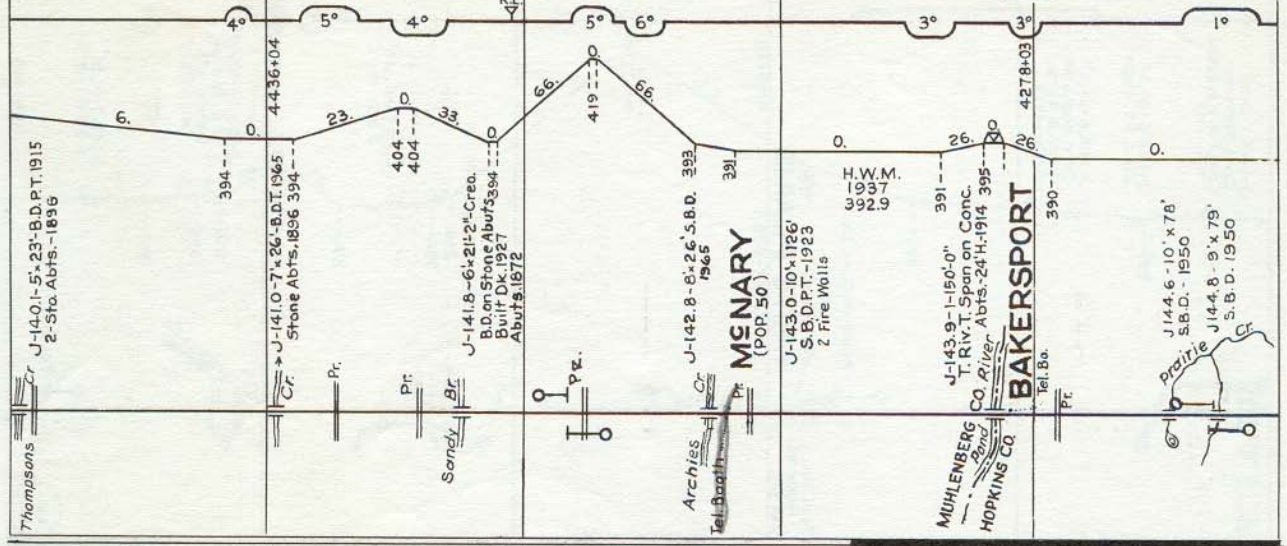 4°
5°
4°
5°
6°
3°
3°
1°
6.
0.
23.
0.
33.
0.
66.
0.
66.
0.
26.
0
26.
0.
394
4436+04
394
404
404
394
419
393
391
H.W.M.
1937
392.9
391
395
4278+03
390
J-140.1-5'x23'-B.D.P.T. 1915
2-Sto. Abts.-1896
J-141.0-7'x26'-B.D.T. 1965
Stone Abts. 1896
J-141.8-6'x21'-2"-Creo.
B.D. on Stone Abuts
Built Dk. 1927
Abuts. 1872
J-142.8-8'x26' S.B.D.
1965
McNARY
(POP. 50)
J-143.0-10'x1126'
S.B.D.P.T.-1923
2 Fire Walls
J-143.9-1-150'-0"
T. Riv. T. Span on Conc.
Abts.-24'H.-1914
BAKERSPORT
Tel. Bo.
J144.6-10'x78'
S.B.D.-1950
J144.8-9'x79'
S.B.D. 1950
Thompsons Cr
Cr.
Pr.
Pr.
Sandy Br.
PR.
Archies Cr.
Tel. Booth
Pr.
MUHLENBERG CO.
Pond River
HOPKINS CO.
Pr.
Prairie Cr.